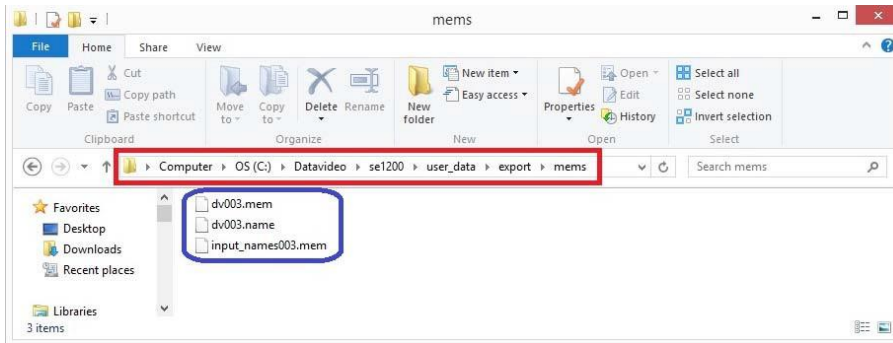 mems
File Home Share View
Copy
Paste
Cut
Copy path
Paste shortcut
Clipboard
Move to
Copy to
Delete
Rename
Organize
New folder
New item
Easy access
New
Properties
Open
Edit
History
Open
Select all
Select none
Invert selection
Select
Computer OS (C:) Datavideo se1200 user_data export mems
Search mems
Favorites
Desktop
Downloads
Recent places
Libraries
dv003.mem
dv003.name
input_names003.mem
3 items